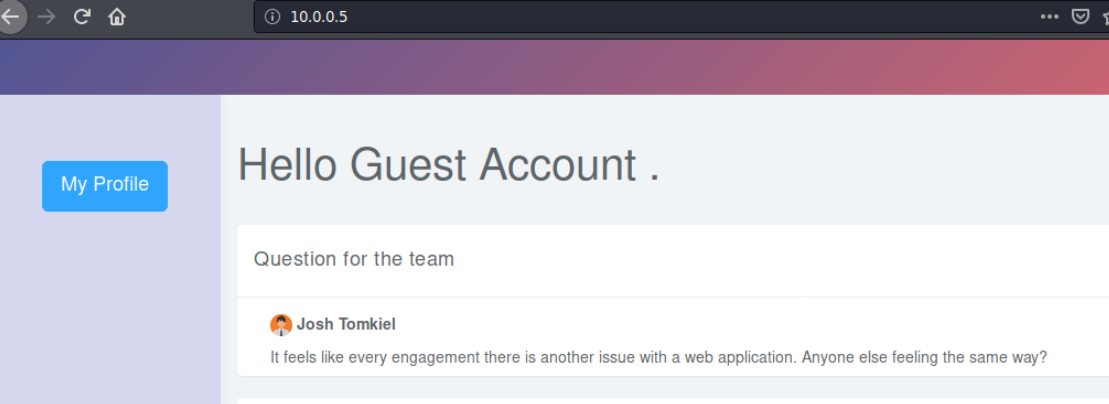 10.0.0.5
My Profile
Hello Guest Account .
Question for the team
Josh Tomkiel
It feels like every engagement there is another issue with a web application. Anyone else feeling the same way?